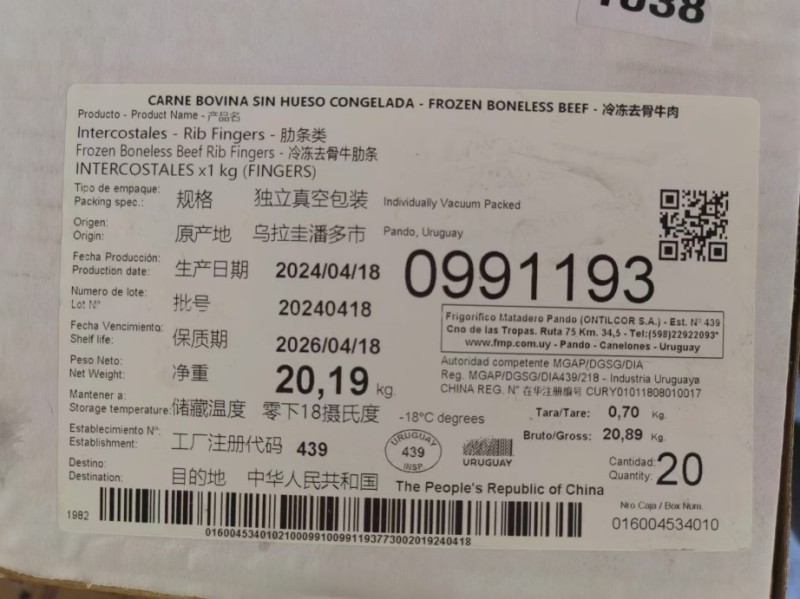 1038
CARNE BOVINA SIN HUESO CONGELADA - FROZEN BONELESS BEEF - 冷冻去骨牛肉
Producto - Product Name - 产品名
Intercostales - Rib Fingers - 肋条类
Frozen Boneless Beef Rib Fingers - 冷冻去骨牛肋条
INTERCOSTALES x1 kg (FINGERS)
Tipo de empaque:
Packing spec.: 规格 独立真空包装 Individually Vacuum Packed
Origen:
Origin: 原产地 乌拉圭潘多市 Pando, Uruguay
Fecha Producción:
Production date: 生产日期 2024/04/18
0991193
Numero de lote:
Lot N° 批号 20240418
Fecha Vencimiento:
Shelf life: 保质期 2026/04/18
Peso Neto:
Net Weight: 净重 20,19 kg.
Frigorifico Matadero Pando (ONTILCOR S.A.) - Est. N° 439
Cno de las Tropas. Ruta 75 Km. 34,5 - Tel:(598)22922093*
www.fmp.com.uy - Pando - Canelones - Uruguay
Autoridad competente MGAP/DGSG/DIA
Reg. MGAP/DGSG/DIA439/218 - Industria Uruguaya
CHINA REG. N° 在华注册编号 CURY01011808010017
Mantener a:
Storage temperature: 储藏温度 零下18摄氏度 -18°C degrees
Tara/Tare: 0,70 Kg.
Bruto/Gross: 20,89 Kg.
Establecimiento N°:
Establishment: 工厂注册代码 439
URUGUAY
439
INSP.
URUGUAY
Cantidad:
Quantity: 20
Destino:
Destination: 目的地 中华人民共和国 The People's Republic of China
Nro Caja / Box Num.
016004534010
1982
01600453401021000991009911937730020192404​18